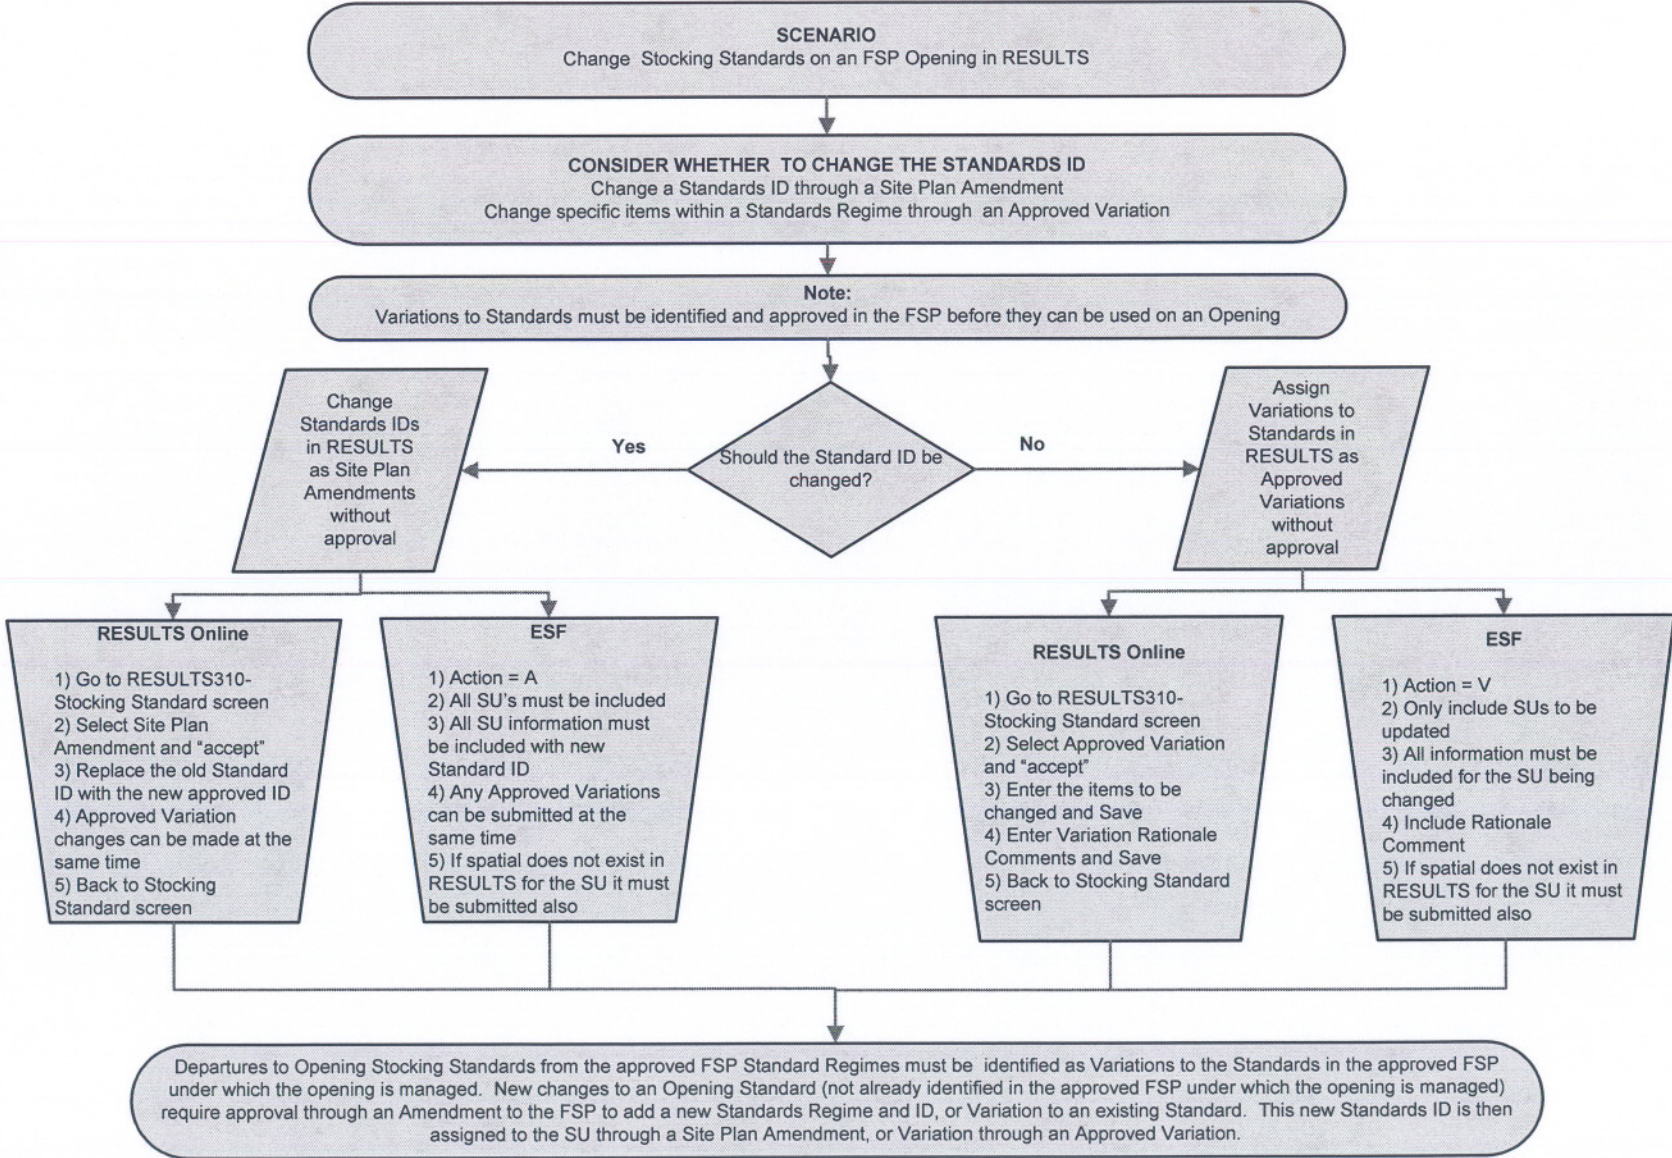 SCENARIO
Change Stocking Standards on an FSP Opening in RESULTS
CONSIDER WHETHER TO CHANGE THE STANDARDS ID
Change a Standards ID through a Site Plan Amendment
Change specific items within a Standards Regime through an Approved Variation
Note:
Variations to Standards must be identified and approved in the FSP before they can be used on an Opening
Change
Standards IDs
in RESULTS
as Site Plan
Amendments
without
approval
Yes
Should the Standard ID be
changed?
No
Assign
Variations to
Standards in
RESULTS as
Approved
Variations
without
approval
RESULTS Online
1) Go to RESULTS310-
Stocking Standard screen
2) Select Site Plan
Amendment and "accept"
3) Replace the old Standard
ID with the new approved ID
4) Approved Variation
changes can be made at the
same time
5) Back to Stocking
Standard screen
ESF
1) Action = A
2) All SU's must be included
3) All SU information must
be included with new
Standard ID
4) Any Approved Variations
can be submitted at the
same time
5) If spatial does not exist in
RESULTS for the SU it must
be submitted also
RESULTS Online
1) Go to RESULTS310-
Stocking Standard screen
2) Select Approved Variation
and "accept"
3) Enter the items to be
changed and Save
4) Enter Variation Rationale
Comments and Save
5) Back to Stocking Standard
screen
ESF
1) Action = V
2) Only include SUs to be
updated
3) All information must be
included for the SU being
changed
4) Include Rationale
Comment
5) If spatial does not exist in
RESULTS for the SU it must
be submitted also
Departures to Opening Stocking Standards from the approved FSP Standard Regimes must be identified as Variations to the Standards in the approved FSP
under which the opening is managed. New changes to an Opening Standard (not already identified in the approved FSP under which the opening is managed)
require approval through an Amendment to the FSP to add a new Standards Regime and ID, or Variation to an existing Standard. This new Standards ID is then
assigned to the SU through a Site Plan Amendment, or Variation through an Approved Variation.